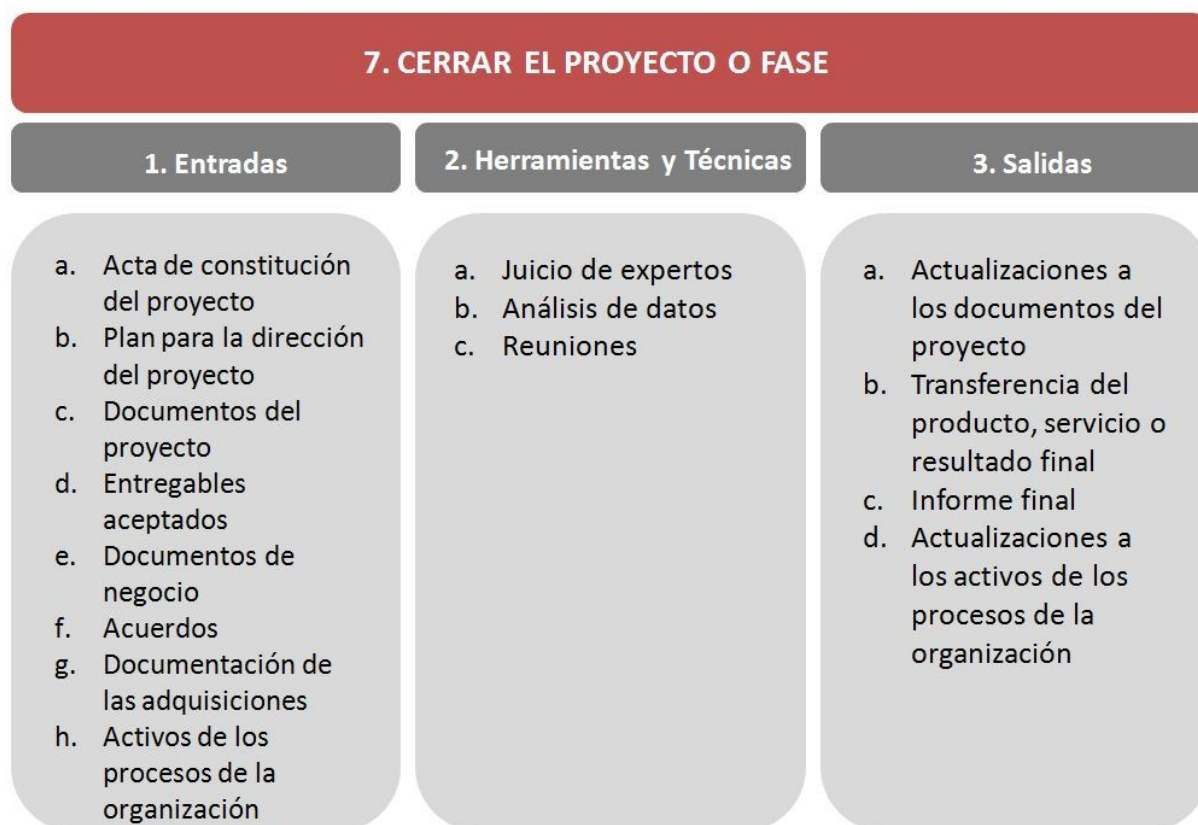 7. CERRAR EL PROYECTO O FASE
1. Entradas
a. Acta de constitución
del proyecto
b. Plan para la dirección
del proyecto
c. Documentos del
proyecto
d. Entregables
aceptados
e. Documentos de
negocio
f. Acuerdos
g. Documentación de
las adquisiciones
h. Activos de los
procesos de la
organización
2. Herramientas y Técnicas
a. Juicio de expertos
b. Análisis de datos
c. Reuniones
3. Salidas
a. Actualizaciones a
los documentos del
proyecto
b. Transferencia del
producto, servicio o
resultado final
c. Informe final
d. Actualizaciones a
los activos de los
procesos de la
organización